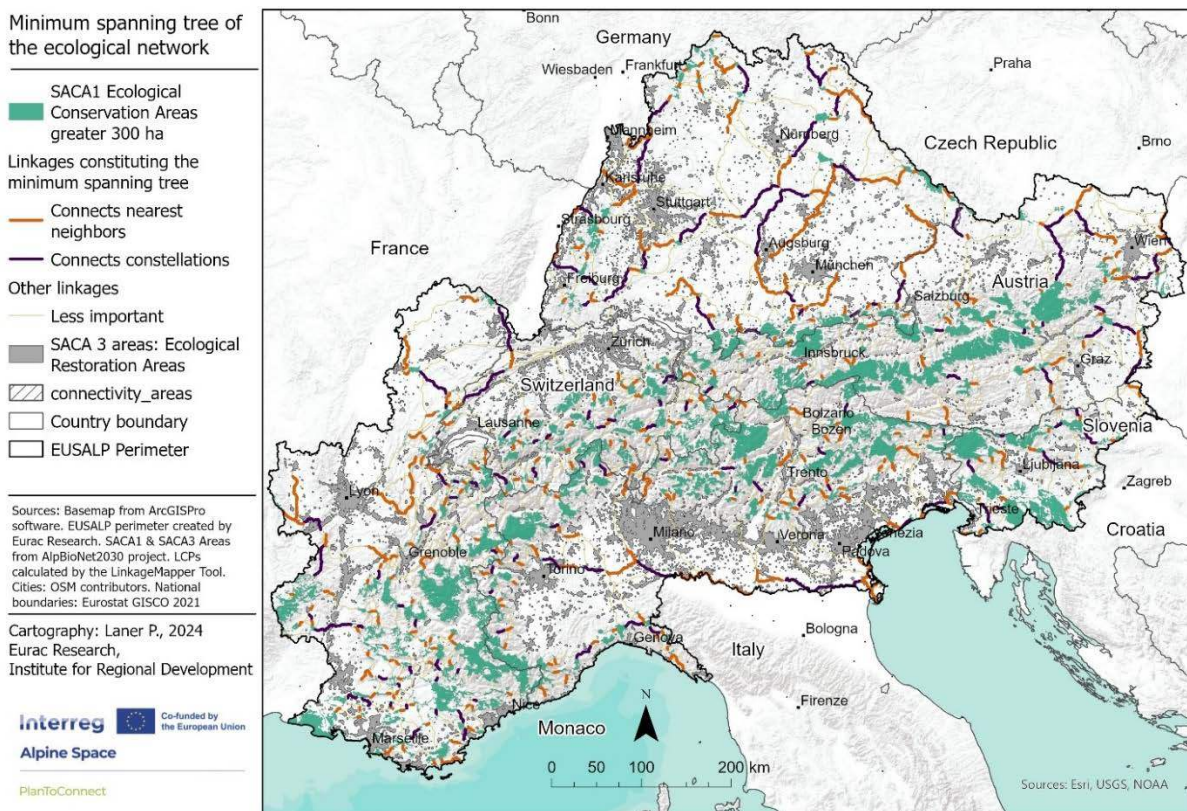 Minimum spanning tree of
the ecological network
SACA1 Ecological
Conservation Areas
greater 300 ha
Linkages constituting the
minimum spanning tree
Connects nearest
neighbors
Connects constellations
Other linkages
Less important
SACA 3 areas: Ecological
Restoration Areas
connectivity_areas
Country boundary
EUSALP Perimeter
Sources: Basemap from ArcGISPro
software. EUSALP perimeter created by
Eurac Research. SACA1 & SACA3 Areas
from AlpBioNet2030 project. LCPs
calculated by the LinkageMapper Tool.
Cities: OSM contributors. National
boundaries: Eurostat GISCO 2021
Cartography: Laner P., 2024
Eurac Research,
Institute for Regional Development
Interreg
Co-funded by
the European Union
Alpine Space
PlanToConnect
Bonn
Germany
Wiesbaden
Frankfurt
Praha
Mannheim
Nürnberg
Czech Republic
Brno
Karlsruhe
Stuttgart
Strasbourg
France
Augsburg
Wien
München
Freiburg
Salzburg
Austria
Zürich
Innsbruck
Graz
Switzerland
Lausanne
Bolzano
Bozen
Slovenia
Trento
Ljubljana
Zagreb
Lyon
Trieste
Croatia
Milano
Verona
Venezia
Padova
Grenoble
Torino
Genova
Bologna
Italy
Nice
Monaco
Firenze
Marseille
N
0 50 100 200 km
Sources: Esri, USGS, NOAA